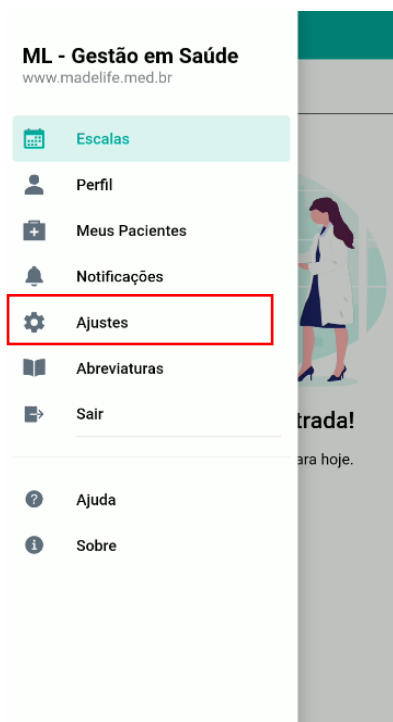 ML - Gestão em Saúde
www.madelife.med.br
Escalas
Perfil
Meus Pacientes
Notificações
Ajustes
Abreviaturas
Sair
trada!
ara hoje.
Ajuda
Sobre